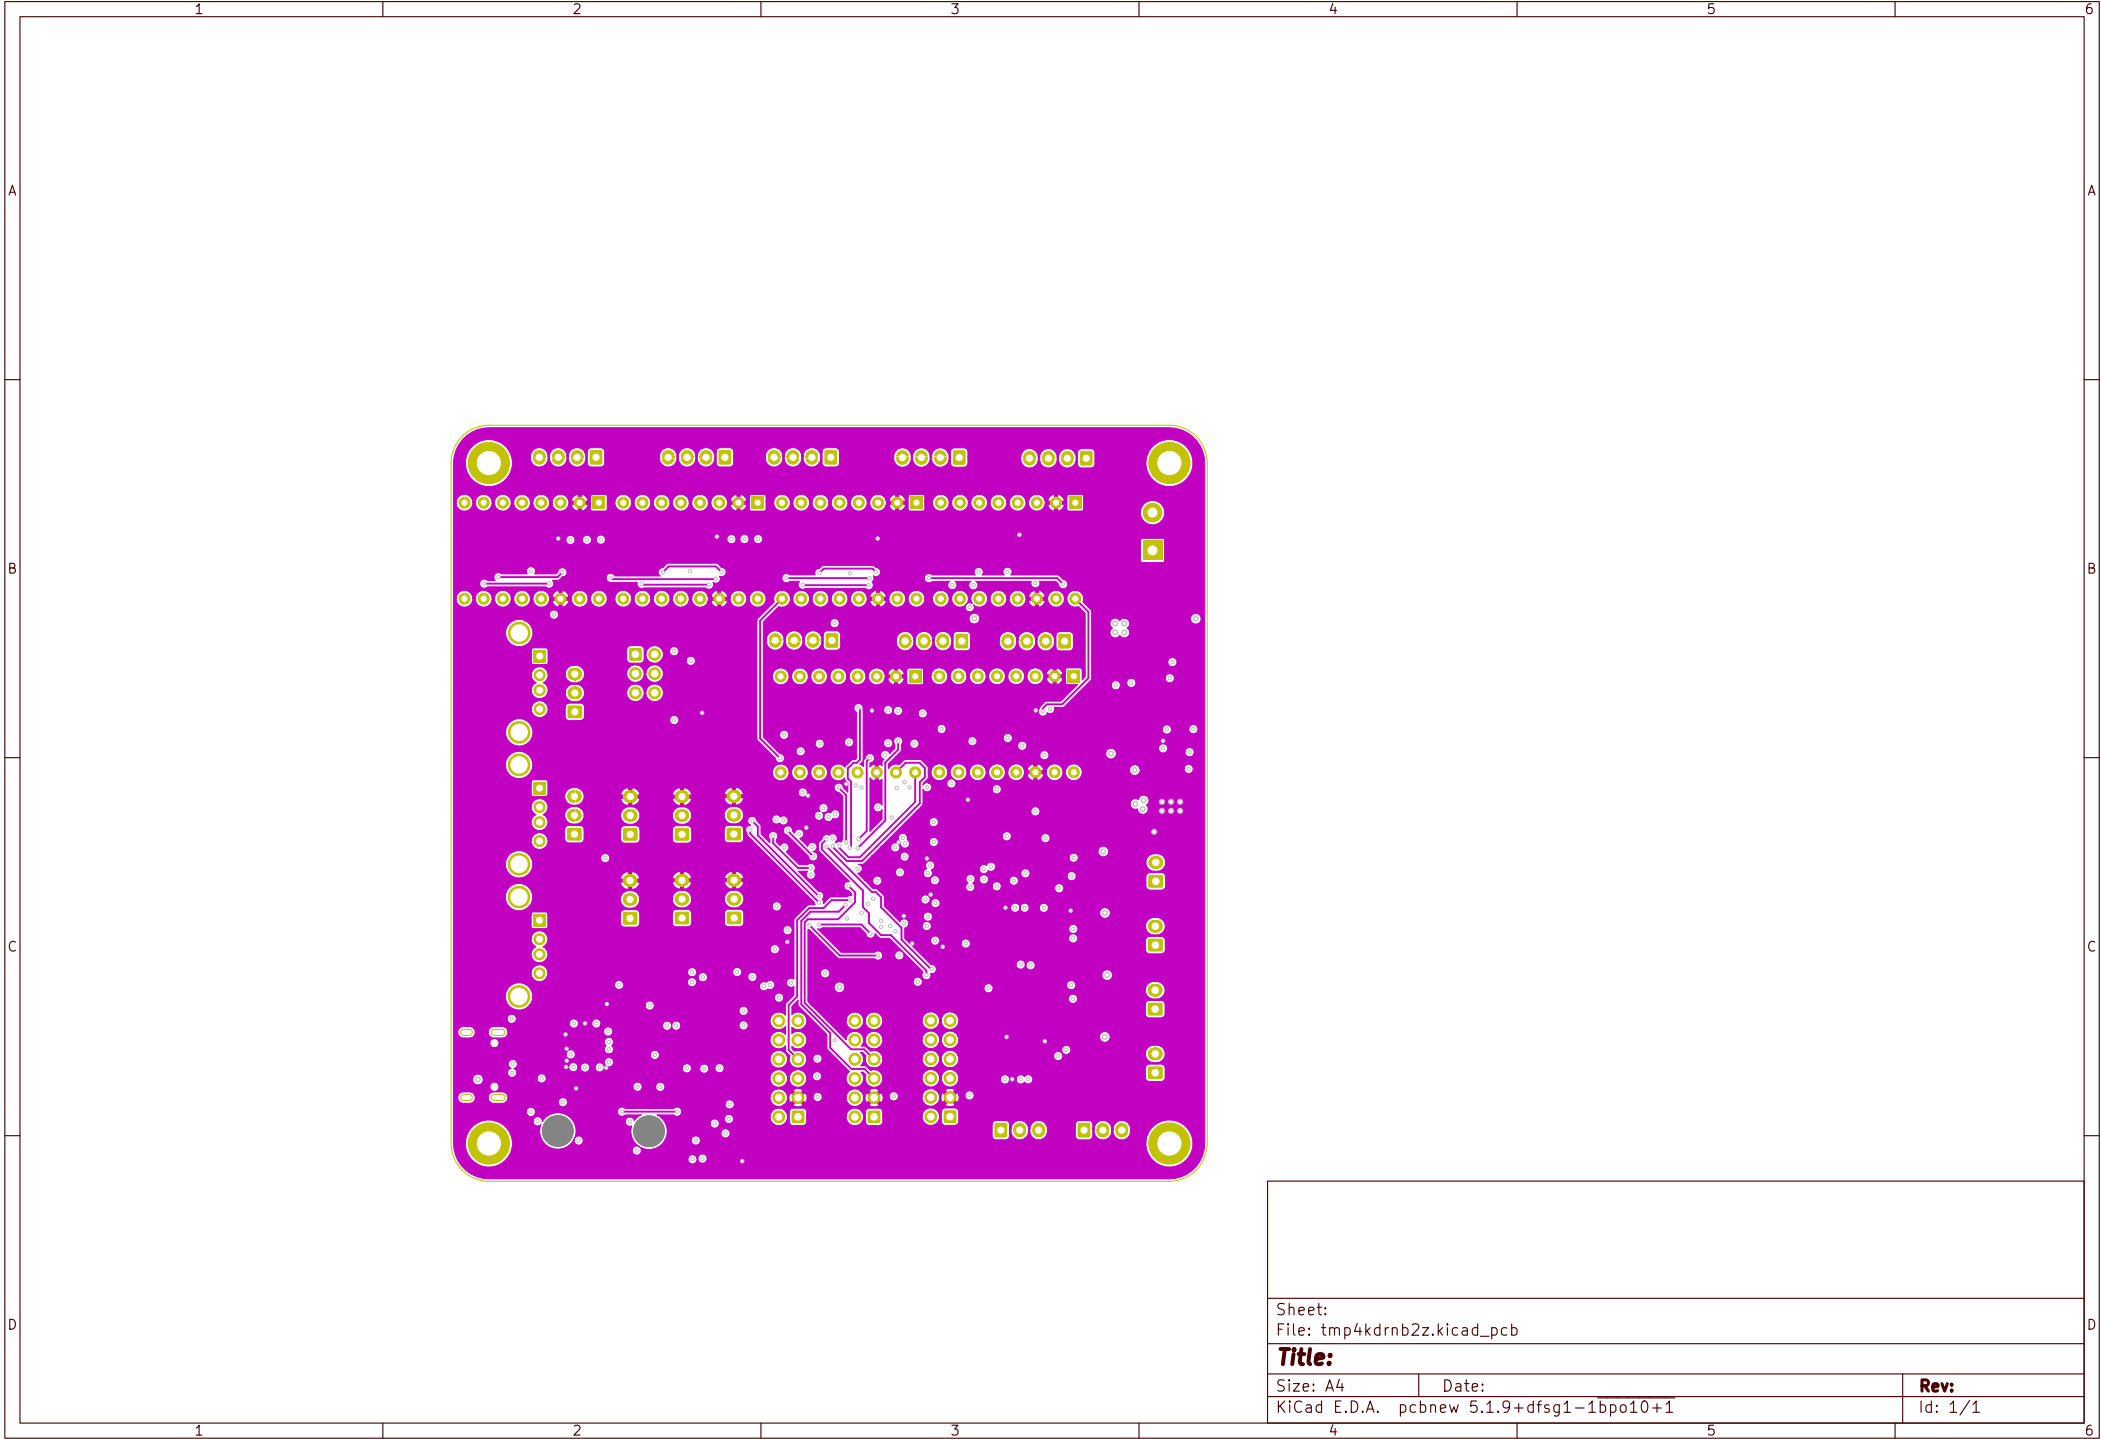 1 2 3 4 5 6
A A
B B
C C
D D
Sheet:
File: tmp4kdrnb2z.kicad_pcb
Title:
Size: A4 Date: Rev:
KiCad E.D.A. pcbnew 5.1.9+dfsg1-1bpo10+1 Id: 1/1
1 2 3 4 5 6